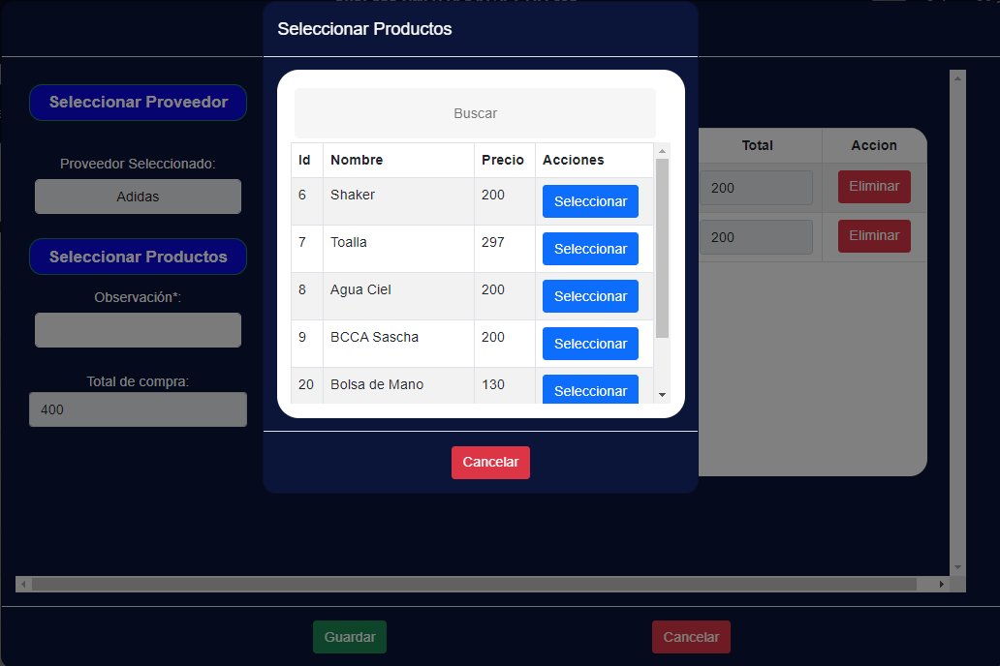 Seleccionar Productos
Seleccionar Proveedor
Proveedor Seleccionado:
Adidas
Seleccionar Productos
Observación*:
Total de compra:
400
Buscar
Id Nombre Precio Acciones
6 Shaker 200 Seleccionar
7 Toalla 297 Seleccionar
8 Agua Ciel 200 Seleccionar
9 BCCA Sascha 200 Seleccionar
20 Bolsa de Mano 130 Seleccionar
Cancelar
Total Accion
200 Eliminar
200 Eliminar
Guardar Cancelar